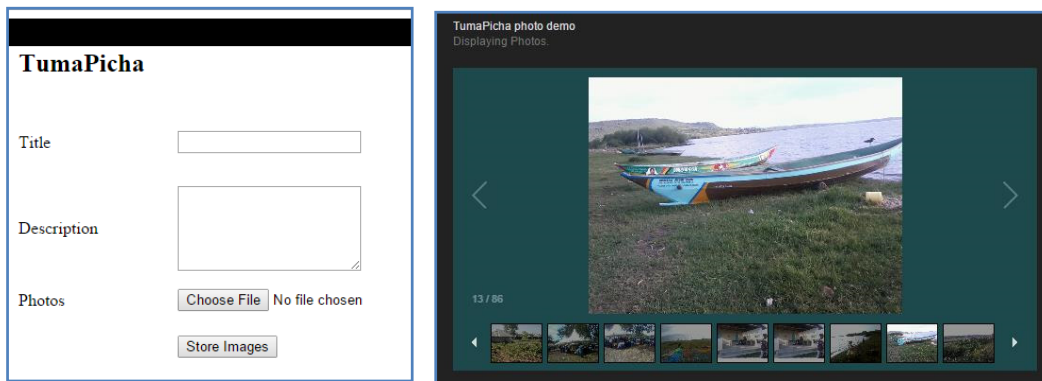 TumaPicha
Title
Description
Photos
Choose File No file chosen
Store Images
TumaPicha photo demo
Displaying Photos.
13 / 86